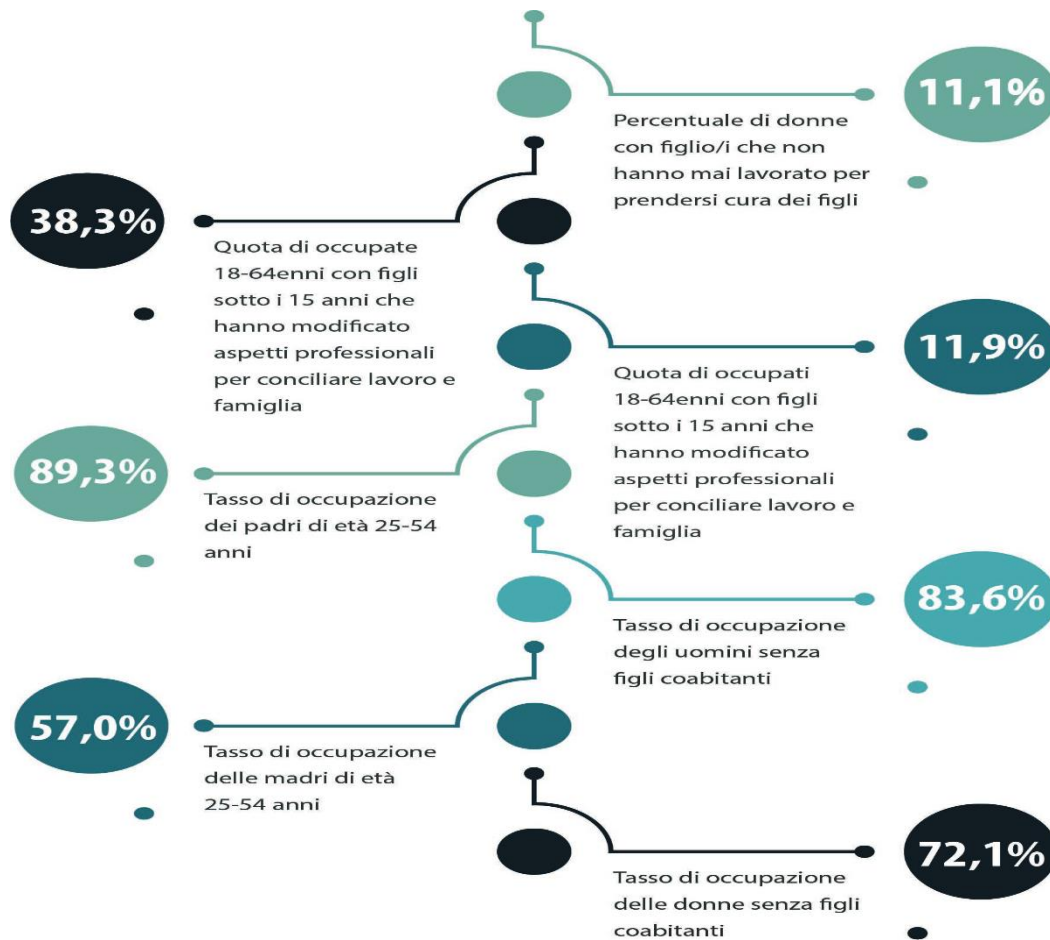 11,1%
Percentuale di donne
con figlio/i che non
hanno mai lavorato per
prendersi cura dei figli
38,3%
Quota di occupate
18-64enni con figli
sotto i 15 anni che
hanno modificato
aspetti professionali
per conciliare lavoro e
famiglia
11,9%
Quota di occupati
18-64enni con figli
sotto i 15 anni che
hanno modificato
aspetti professionali
per conciliare lavoro e
famiglia
89,3%
Tasso di occupazione
dei padri di età 25-54
anni
83,6%
Tasso di occupazione
degli uomini senza
figli coabitanti
57,0%
Tasso di occupazione
delle madri di età
25-54 anni
72,1%
Tasso di occupazione
delle donne senza figli
coabitanti